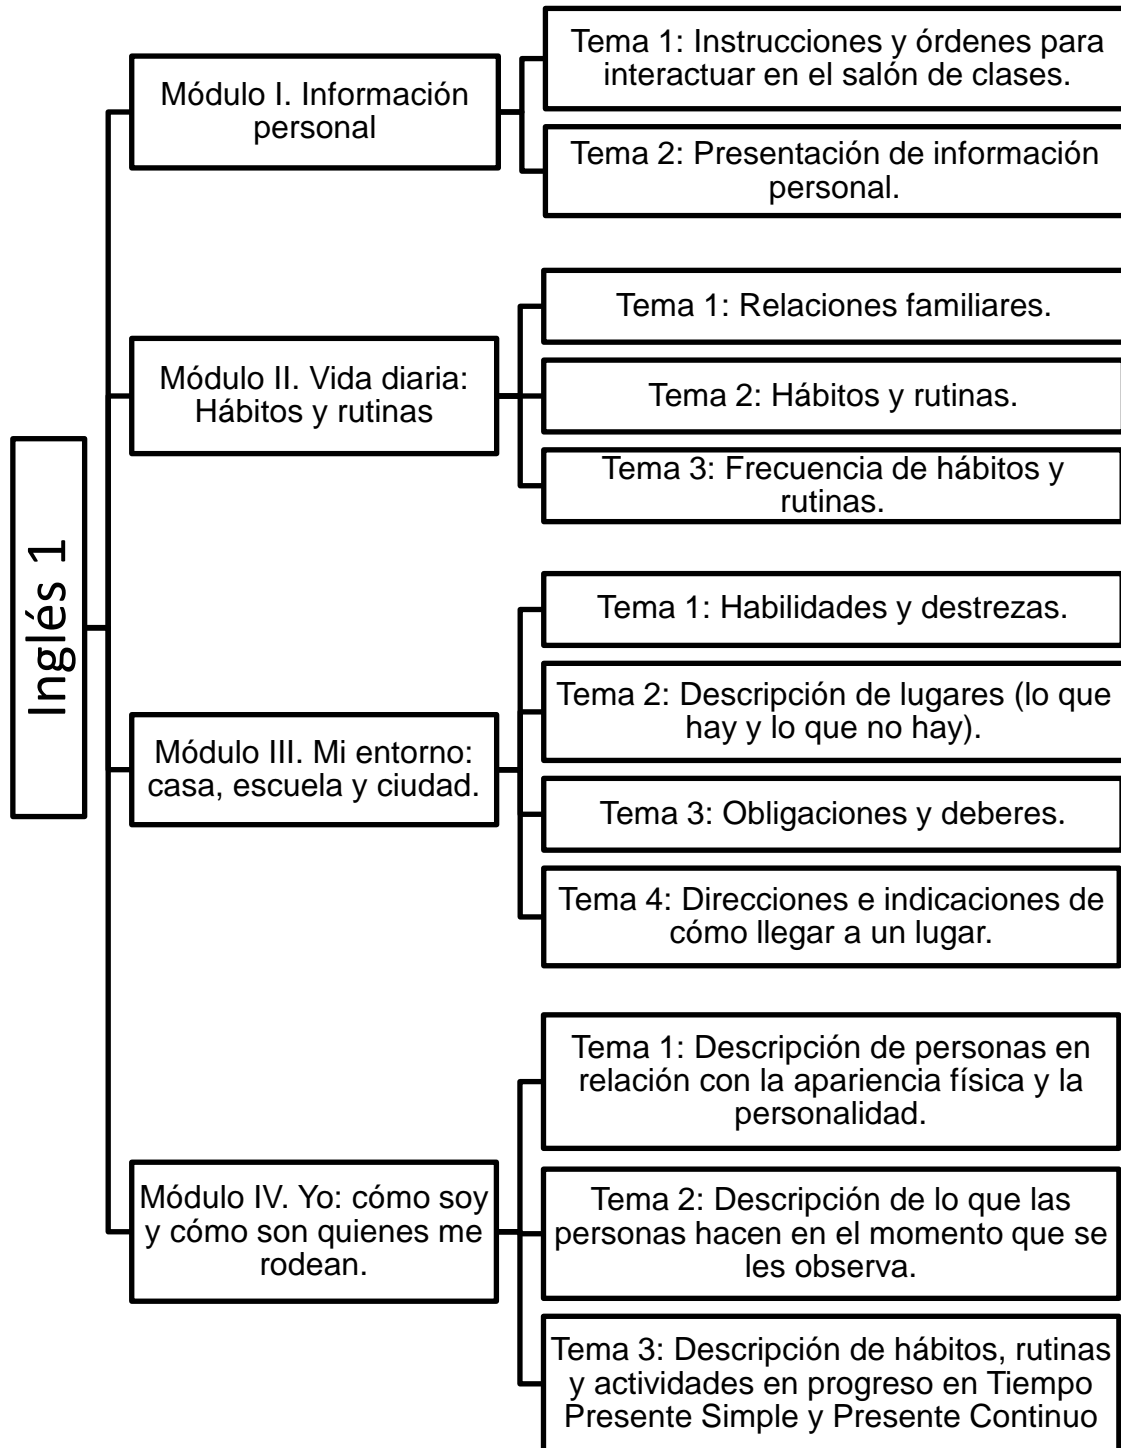 Inglés 1
Módulo I. Información
personal
Tema 1: Instrucciones y órdenes para
interactuar en el salón de clases.
Tema 2: Presentación de información
personal.
Módulo II. Vida diaria:
Hábitos y rutinas
Tema 1: Relaciones familiares.
Tema 2: Hábitos y rutinas.
Tema 3: Frecuencia de hábitos y
rutinas.
Módulo III. Mi entorno:
casa, escuela y ciudad.
Tema 1: Habilidades y destrezas.
Tema 2: Descripción de lugares (lo que
hay y lo que no hay).
Tema 3: Obligaciones y deberes.
Tema 4: Direcciones e indicaciones de
cómo llegar a un lugar.
Módulo IV. Yo: cómo soy
y cómo son quienes me
rodean.
Tema 1: Descripción de personas en
relación con la apariencia física y la
personalidad.
Tema 2: Descripción de lo que las
personas hacen en el momento que se
les observa.
Tema 3: Descripción de hábitos, rutinas
y actividades en progreso en Tiempo
Presente Simple y Presente Continuo